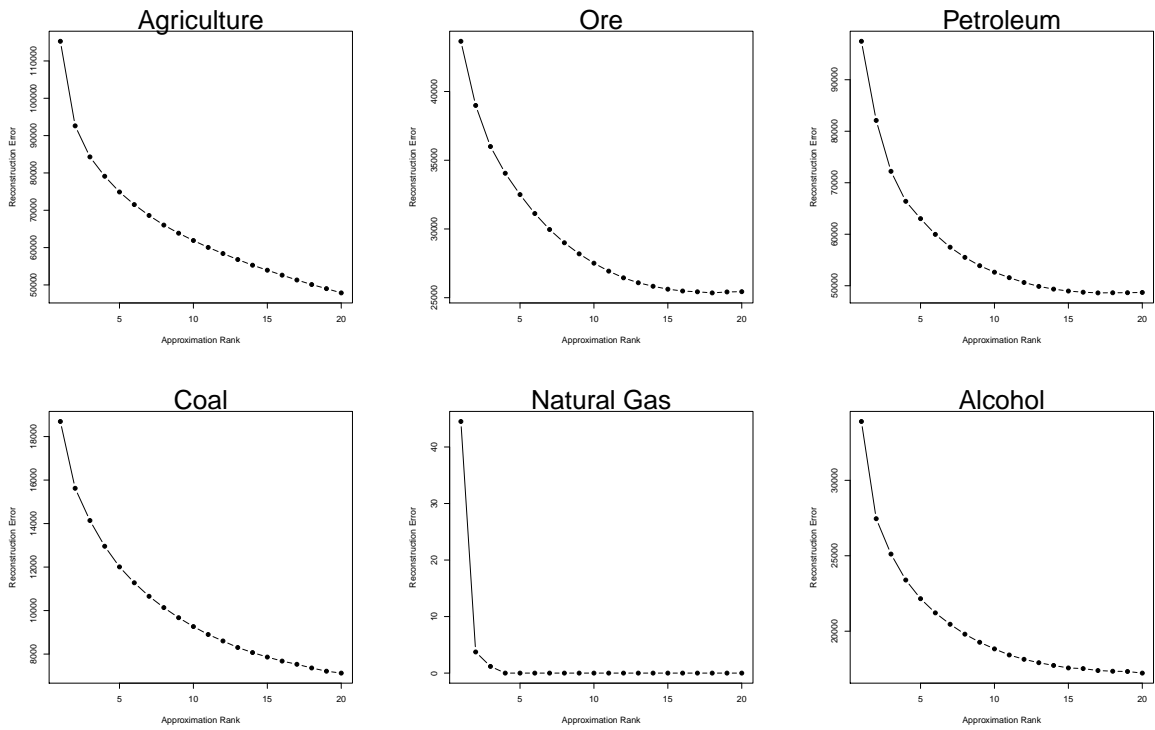 Agriculture
Reconstruction Error
50000 60000 70000 80000 90000 100000 110000
5 10 15 20
Approximation Rank
Ore
Reconstruction Error
25000 30000 35000 40000
5 10 15 20
Approximation Rank
Petroleum
Reconstruction Error
50000 60000 70000 80000 90000
5 10 15 20
Approximation Rank
Coal
Reconstruction Error
8000 10000 12000 14000 16000 18000
5 10 15 20
Approximation Rank
Natural Gas
Reconstruction Error
0 10 20 30 40
5 10 15 20
Approximation Rank
Alcohol
Reconstruction Error
20000 25000 30000
5 10 15 20
Approximation Rank